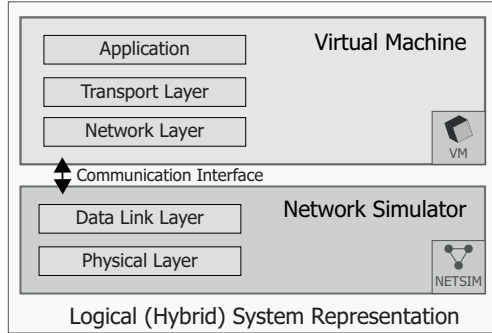 Virtual Machine
Application
Transport Layer
Network Layer
VM
Communication Interface
Network Simulator
Data Link Layer
Physical Layer
NETSIM
Logical (Hybrid) System Representation